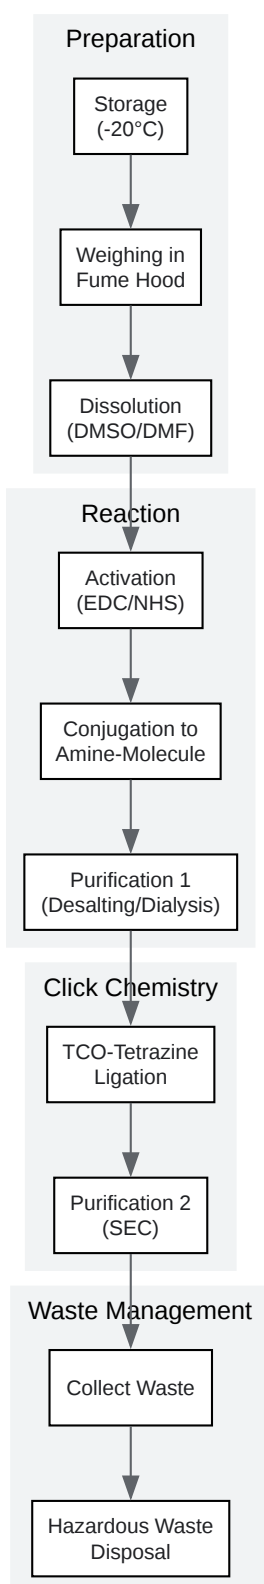 Preparation
Storage
(-20°C)
Weighing in
Fume Hood
Dissolution
(DMSO/DMF)
Reaction
Activation
(EDC/NHS)
Conjugation to
Amine-Molecule
Purification 1
(Desalting/Dialysis)
Click Chemistry
TCO-Tetrazine
Ligation
Purification 2
(SEC)
Waste Management
Collect Waste
Hazardous Waste
Disposal